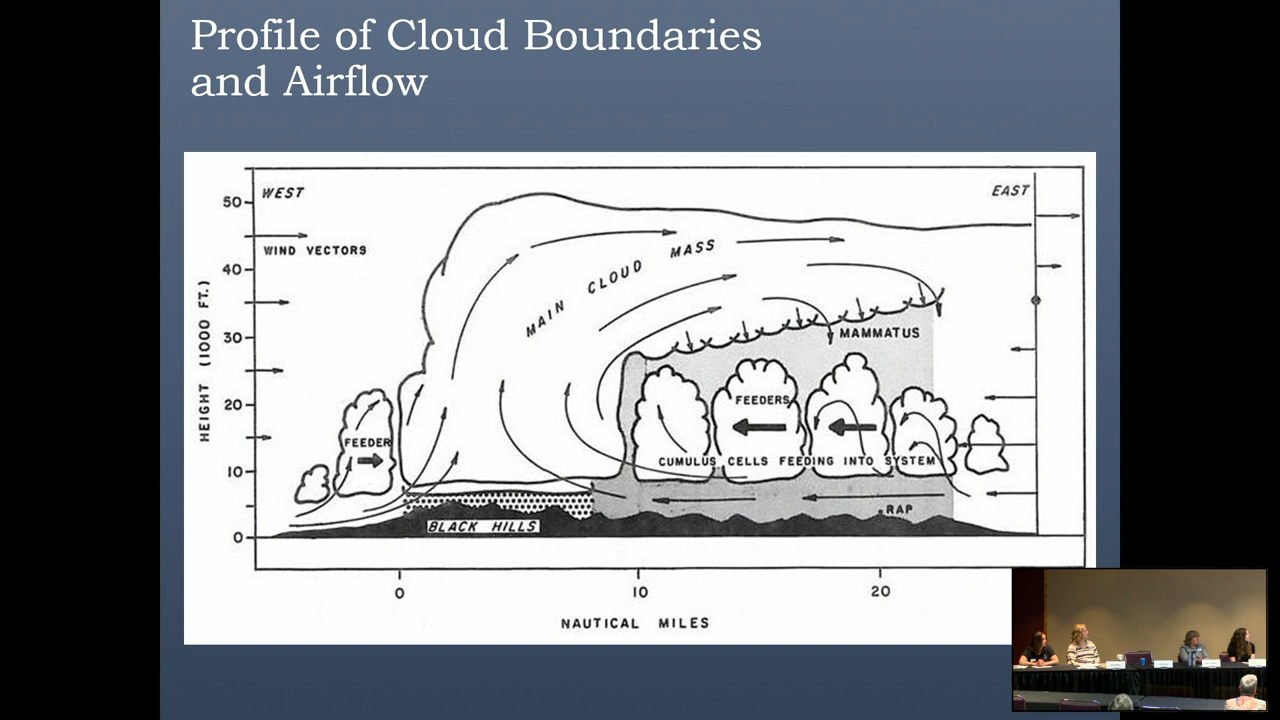 Profile of Cloud Boundaries
and Airflow
WEST
EAST
50
WIND VECTORS
MAIN CLOUD MASS
40
HEIGHT (1000 FT.)
30
MAMMATUS
20
FEEDERS
FEEDER
CUMULUS CELLS FEEDING INTO SYSTEM
10
RAP
BLACK HILLS
0
0
10
20
NAUTICAL MILES